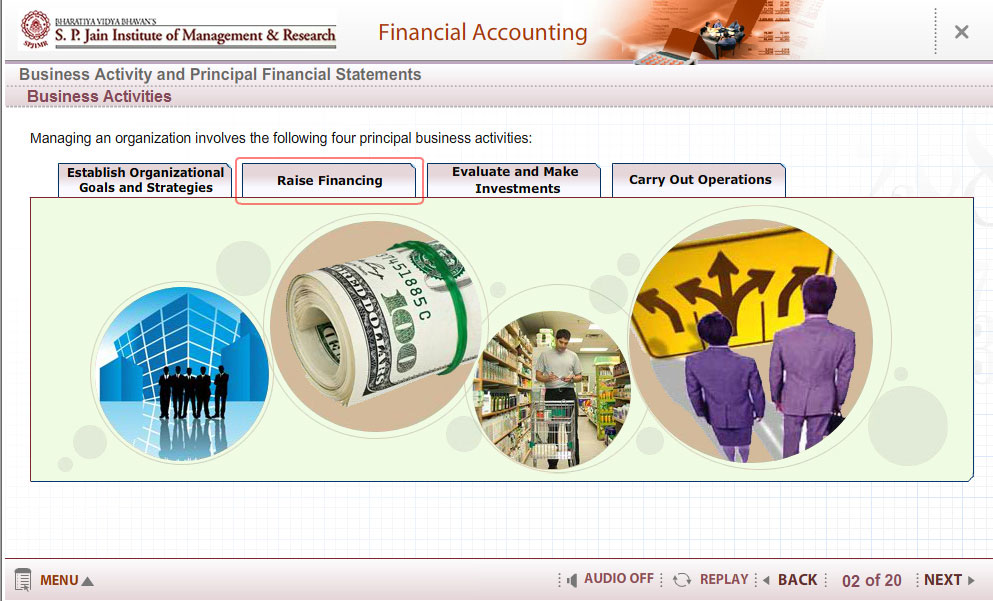 BHARATIYA VIDYA BHAVAN'S
S. P. Jain Institute of Management & Research
SPJIMR
Financial Accounting
Business Activity and Principal Financial Statements
Business Activities
Managing an organization involves the following four principal business activities:
Establish Organizational
Goals and Strategies
Raise Financing
Evaluate and Make
Investments
Carry Out Operations
100
MENU
AUDIO OFF
REPLAY
BACK
02 of 20
NEXT